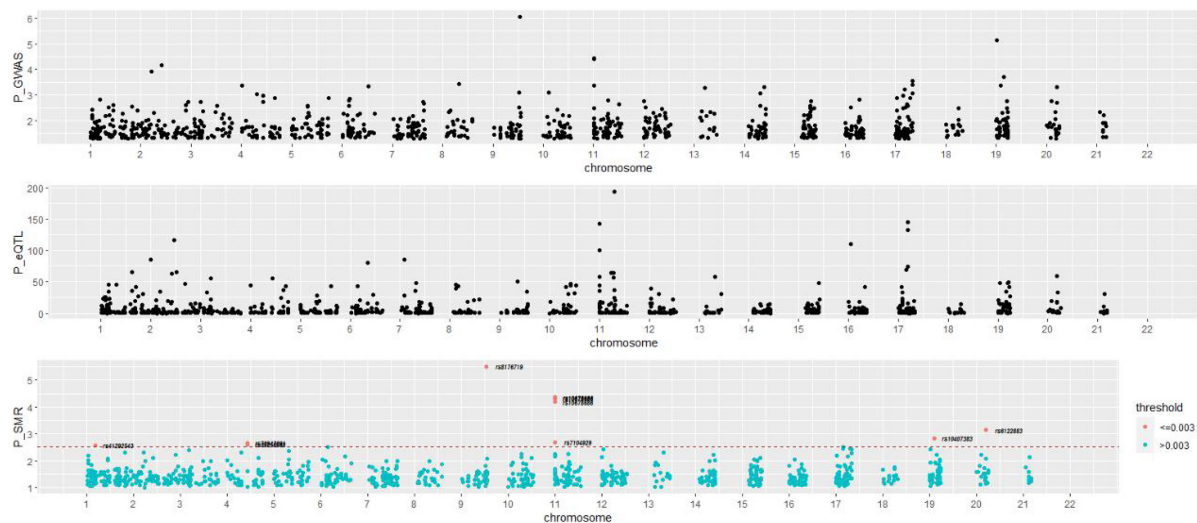 P_GWAS
6
5
4
3
2
1 2 3 4 5 6 7 8 9 10 11 12 13 14 15 16 17 18 19 20 21 22
chromosome
P_eQTL
200
150
100
50
0
1 2 3 4 5 6 7 8 9 10 11 12 13 14 15 16 17 18 19 20 21 22
chromosome
P_SMR
5
4
3
2
1
rs8176719
rs7104929
rs41292543
rs10407383
rs6122883
1 2 3 4 5 6 7 8 9 10 11 12 13 14 15 16 17 18 19 20 21 22
chromosome
threshold
<=0.003
>0.003